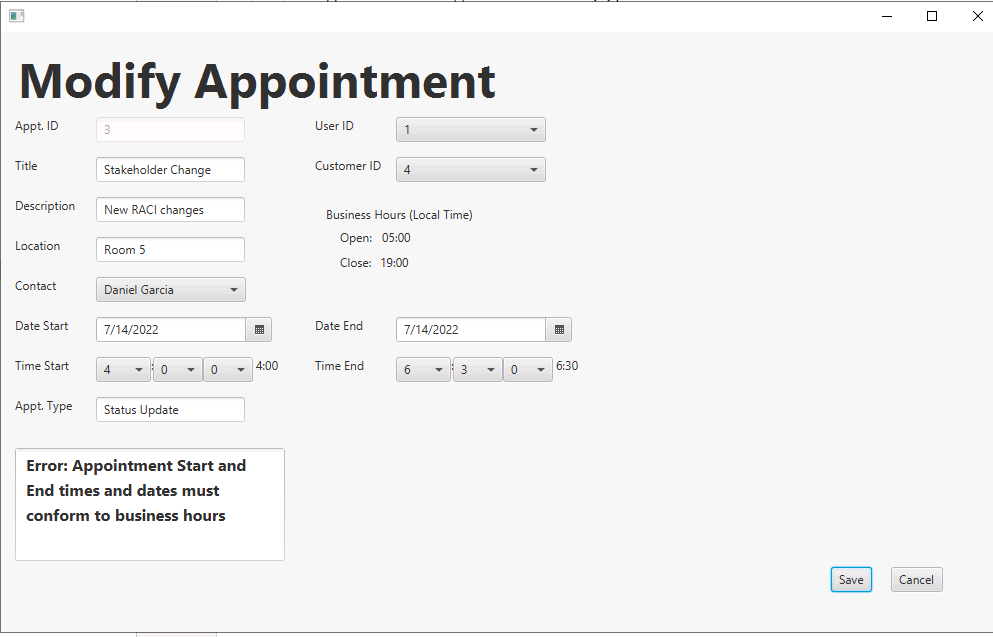 Modify Appointment
Appt. ID 3 User ID 1
Title Stakeholder Change Customer ID 4
Description New RACI changes Business Hours (Local Time)
Open: 05:00
Location Room 5
Close: 19:00
Contact Daniel Garcia
Date Start 7/14/2022 Date End 7/14/2022
Time Start 4 : 0 0 4:00 Time End 6 : 3 0 6:30
Appt. Type Status Update
Error: Appointment Start and
End times and dates must
conform to business hours
Save Cancel